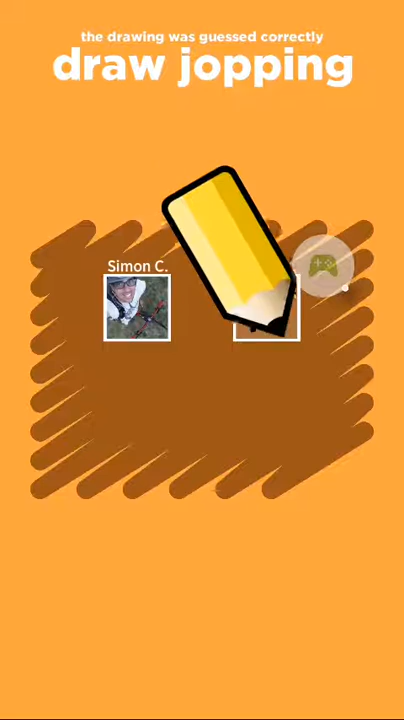 the drawing was guessed correctly
draw jopping
Simon C.